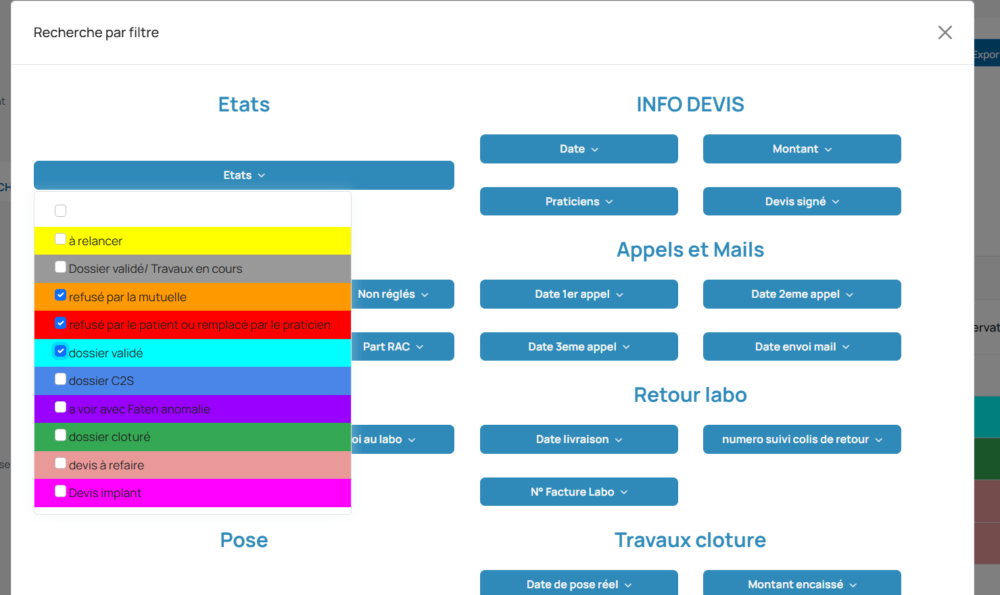 Recherche par filtre
Expor
Etats
INFO DEVIS
Date
Montant
Etats
Praticiens
Devis signé
à relancer
Dossier validé/ Travaux en cours
refusé par la mutuelle
refusé par le patient ou remplacé par le praticien
dossier validé
dossier C2S
a voir avec Faten anomalie
dossier cloturé
devis à refaire
Devis implant
Appels et Mails
Non réglés
Date 1er appel
Date 2eme appel
Part RAC
Date 3eme appel
Date envoi mail
ervat
Retour labo
oi au labo
Date livraison
numero suivi colis de retour
N° Facture Labo
Pose
Travaux cloture
Date de pose réel
Montant encaissé
CH
se